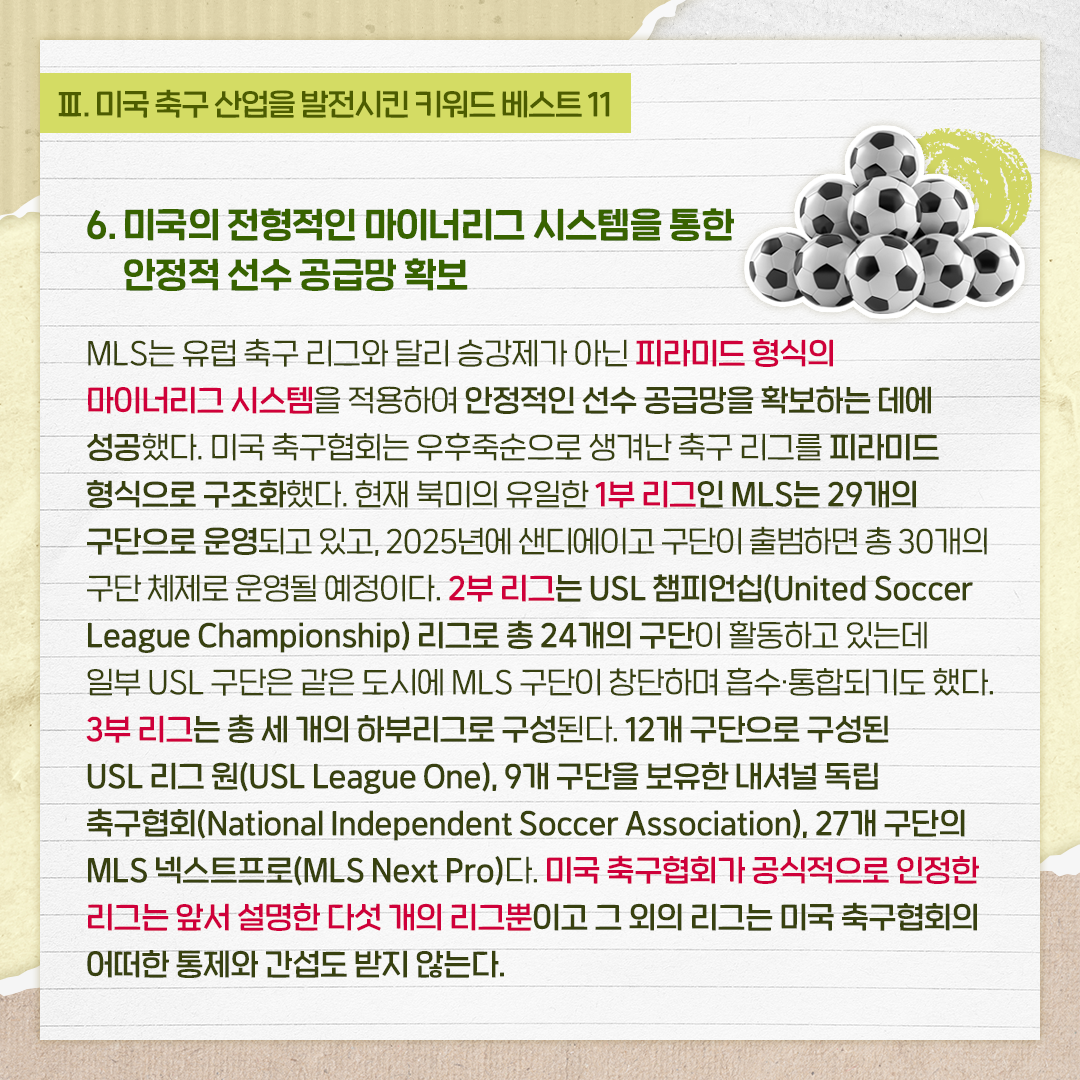 Ⅲ. 미국 축구 산업을 발전시킨 키워드 베스트 11
6. 미국의 전형적인 마이너리그 시스템을 통한
안정적 선수 공급망 확보
MLS는 유럽 축구 리그와 달리 승강제가 아닌 피라미드 형식의
마이너리그 시스템을 적용하여 안정적인 선수 공급망을 확보하는 데에
성공했다. 미국 축구협회는 우후죽순으로 생겨난 축구 리그를 피라미드
형식으로 구조화했다. 현재 북미의 유일한 1부 리그인 MLS는 29개의
구단으로 운영되고 있고, 2025년에 샌디에이고 구단이 출범하면 총 30개의
구단 체제로 운영될 예정이다. 2부 리그는 USL 챔피언십(United Soccer
League Championship) 리그로 총 24개의 구단이 활동하고 있는데
일부 USL 구단은 같은 도시에 MLS 구단이 창단하며 흡수·통합되기도 했다.
3부 리그는 총 세 개의 하부리그로 구성된다. 12개 구단으로 구성된
USL 리그 원(USL League One), 9개 구단을 보유한 내셔널 독립
축구협회(National Independent Soccer Association), 27개 구단의
MLS 넥스트프로(MLS Next Pro)다. 미국 축구협회가 공식적으로 인정한
리그는 앞서 설명한 다섯 개의 리그뿐이고 그 외의 리그는 미국 축구협회의
어떠한 통제와 간섭도 받지 않는다.